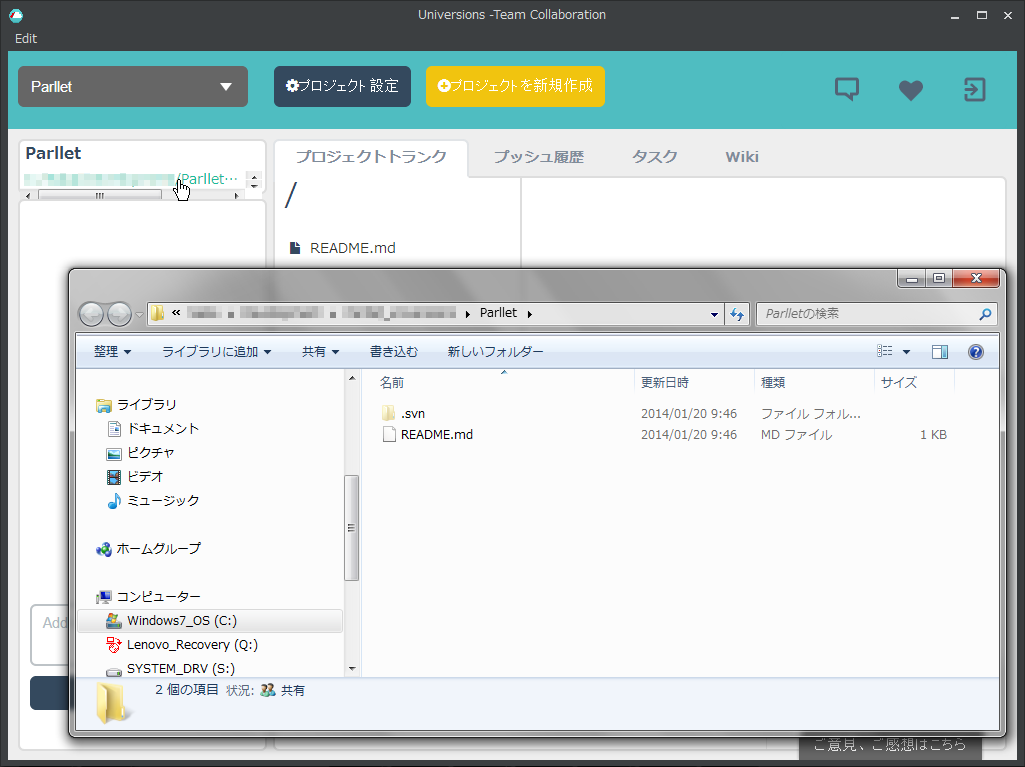 Universions -Team Collaboration
Edit
Parllet
プロジェクト 設定
プロジェクトを新規作成
Parllet
/Parllet…
プロジェクトトランク
プッシュ履歴
タスク
Wiki
/
README.md
Add
« Parllet
Parlletの検索
整理
ライブラリに追加
共有
書き込む
新しいフォルダー
名前
更新日時
種類
サイズ
.svn 2014/01/20 9:46 ファイル フォル...
README.md 2014/01/20 9:46 MD ファイル 1 KB
ライブラリ
ドキュメント
ピクチャ
ビデオ
ミュージック
ホームグループ
コンピューター
Windows7_OS (C:)
Lenovo_Recovery (Q:)
SYSTEM_DRV (S:)
2 個の項目 状況: 共有
ご意見、ご感想はこちら